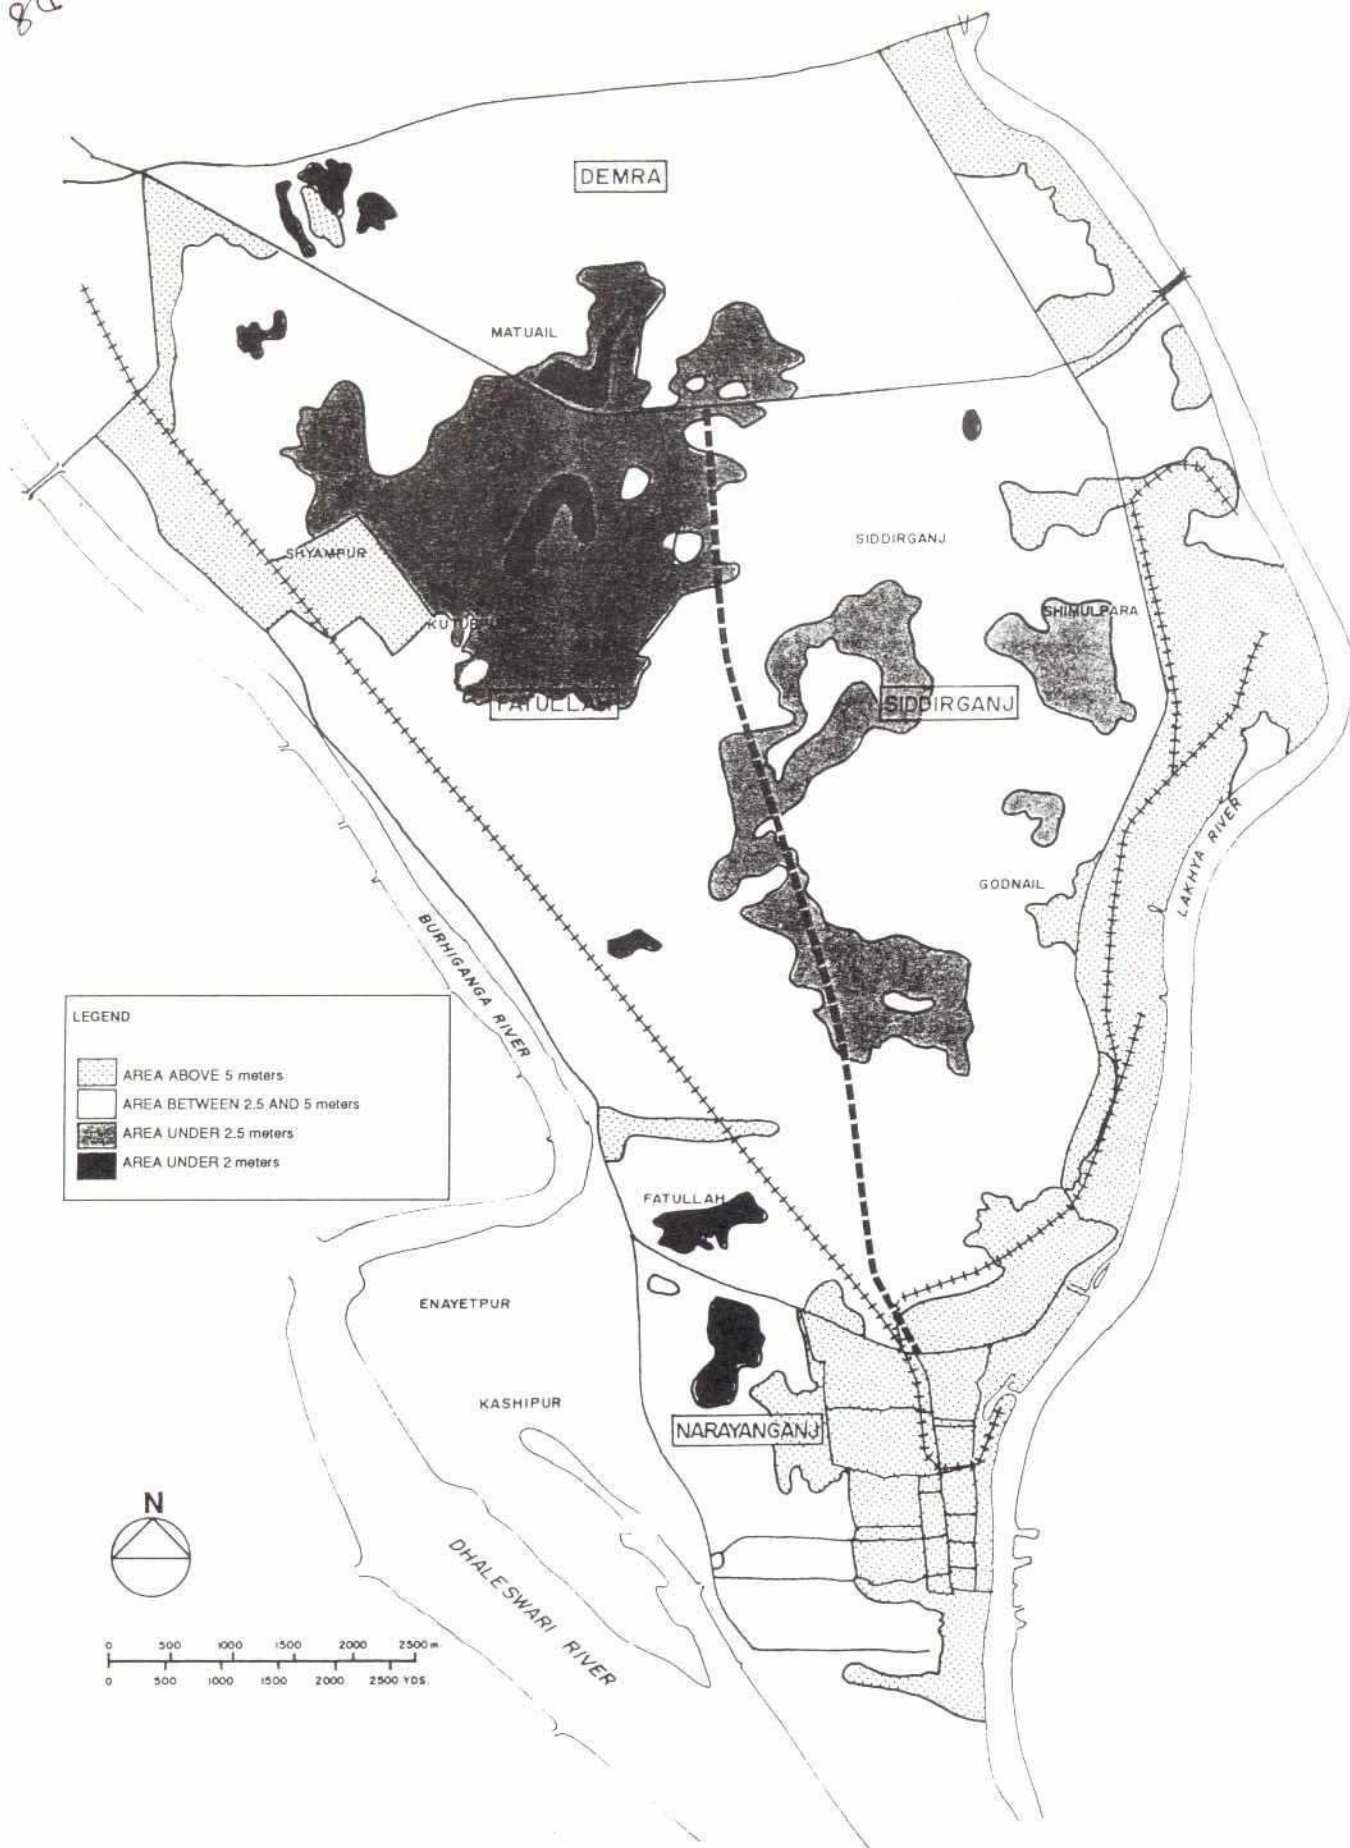 DEMRA
MATUAIL
SIDDIRGANJ
SHYAMPUR
SHIMULPARA
FATULLAH
SIDDIRGANJ
LAKHYA RIVER
GODNAIL
BURHIGANGA RIVER
LEGEND
AREA ABOVE 5 meters
AREA BETWEEN 2.5 AND 5 meters
AREA UNDER 2.5 meters
AREA UNDER 2 meters
FATULLAH
ENAYETPUR
KASHIPUR
NARAYANGANJ
N
DHALESWARI RIVER
0 500 1000 1500 2000 2500 m.
0 500 1000 1500 2000 2500 YDS.